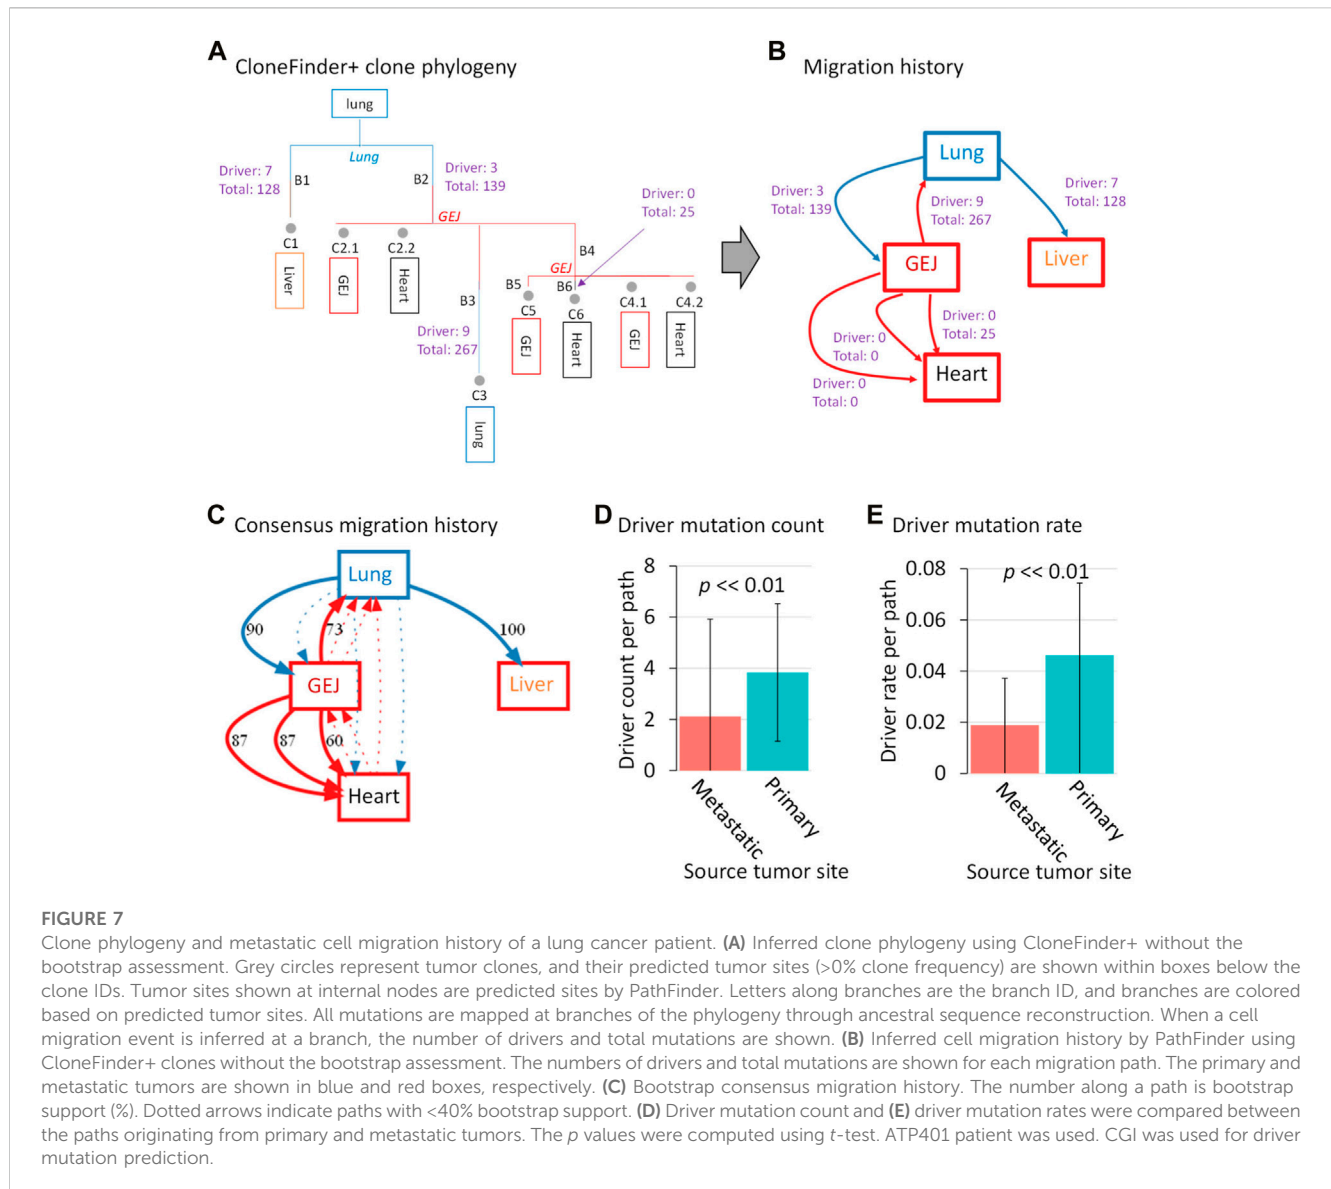 A CloneFinder+ clone phylogeny
lung
Lung
Driver: 7
Total: 128
B1
B2
Driver: 3
Total: 139
Driver: 0
Total: 25
GEJ
C1
C2.1
C2.2
Liver
GEJ
Heart
B4
GEJ
B3
B5
B6
C5
C6
C4.1
C4.2
GEJ
Heart
GEJ
Heart
Driver: 9
Total: 267
C3
lung
B Migration history
Lung
Driver: 3
Total: 139
Driver: 9
Total: 267
Driver: 7
Total: 128
GEJ
Liver
Driver: 0
Total: 25
Driver: 0
Total: 0
Driver: 0
Total: 0
Heart
C Consensus migration history
Lung
90
73
100
GEJ
Liver
87
87
60
Heart
D Driver mutation count
Driver count per path
8
6
4
2
0
p << 0.01
Metastatic
Primary
Source tumor site
E Driver mutation rate
Driver rate per path
0.08
0.06
0.04
0.02
0
p << 0.01
Metastatic
Primary
Source tumor site
FIGURE 7
Clone phylogeny and metastatic cell migration history of a lung cancer patient. (A) Inferred clone phylogeny using CloneFinder+ without the
bootstrap assessment. Grey circles represent tumor clones, and their predicted tumor sites (>0% clone frequency) are shown within boxes below the
clone IDs. Tumor sites shown at internal nodes are predicted sites by PathFinder. Letters along branches are the branch ID, and branches are colored
based on predicted tumor sites. All mutations are mapped at branches of the phylogeny through ancestral sequence reconstruction. When a cell
migration event is inferred at a branch, the number of drivers and total mutations are shown. (B) Inferred cell migration history by PathFinder using
CloneFinder+ clones without the bootstrap assessment. The numbers of drivers and total mutations are shown for each migration path. The primary and
metastatic tumors are shown in blue and red boxes, respectively. (C) Bootstrap consensus migration history. The number along a path is bootstrap
support (%). Dotted arrows indicate paths with <40% bootstrap support. (D) Driver mutation count and (E) driver mutation rates were compared between
the paths originating from primary and metastatic tumors. The p values were computed using t-test. ATP401 patient was used. CGI was used for driver
mutation prediction.